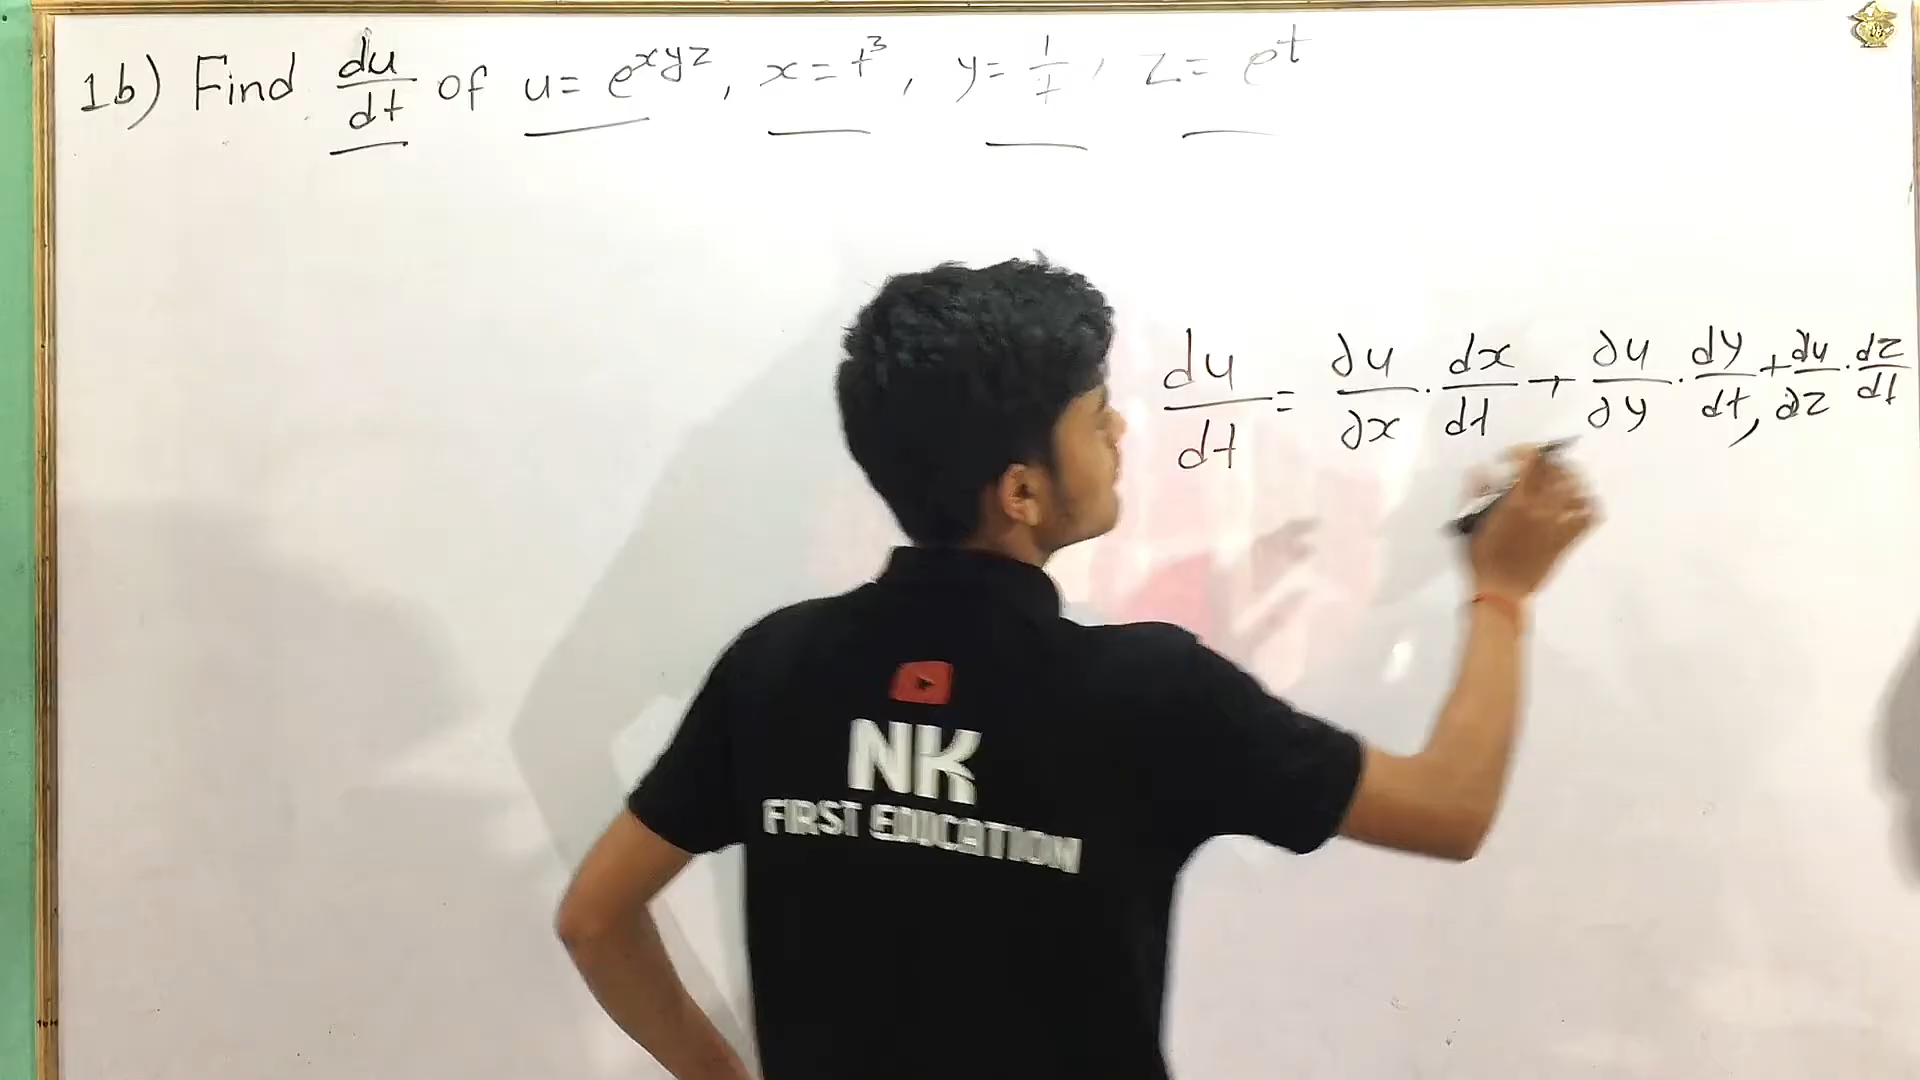 1b) Find du/dt of u = e^xyz, x = t^3, y = 1/t, z = e^t
du/dt = ∂u/∂x · dx/dt + ∂u/∂y · dy/dt, + ∂u/∂z · dz/dt
NK
FIRST EDUCATION